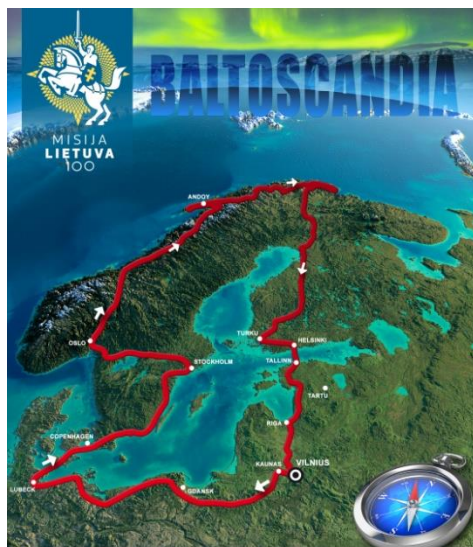 BALTOSCANDIA
MISIJA
LIETUVA
100
ANDOY
OSLO
TURKU
HELSINKI
STOCKHOLM
TALLINN
TARTU
RIGA
COPENHAGEN
KAUNAS
VILNIUS
LUBECK
GDANSK